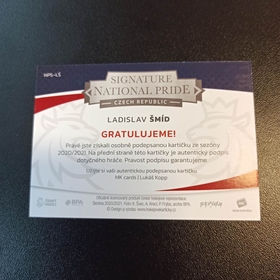 NPS-LŠ
SIGNATURE
NATIONAL PRIDE
CZECH REPUBLIC
LADISLAV ŠMÍD
GRATULUJEME!
Právě jste získali osobně podepsanou kartičku ze sezóny
2020/2021. Na přední straně této kartičky je autentický podpis
dotyčného hráče. Pravost podpisu garantujeme.
Užijte si vaši autenticky podepsanou kartičku
MK cards | Lukáš Kopp
BPA